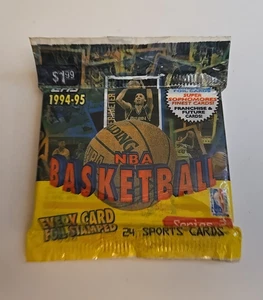 $1.99
1994-95
SUPER
SOPHOMORES
FINEST CARDS!
FRANCHISE &
FUTURE
CARDS!
NBA
BASKETBALL
EVERY CARD
FOIL STAMPED
24 SPORTS CARDS